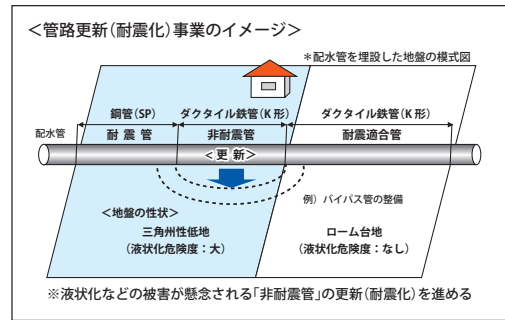 ＜管路更新(耐震化)事業のイメージ＞
＊配水管を埋設した地盤の模式図
鋼管(SP)
耐震管
ダクタイル鉄管(K形)
非耐震管
ダクタイル鉄管(K形)
耐震適合管
配水管
＜更新＞
例）バイパス管の整備
＜地盤の性状＞
三角州性低地
(液状化危険度：大)
ローム台地
(液状化危険度：なし)
※液状化などの被害が懸念される「非耐震管」の更新(耐震化)を進める